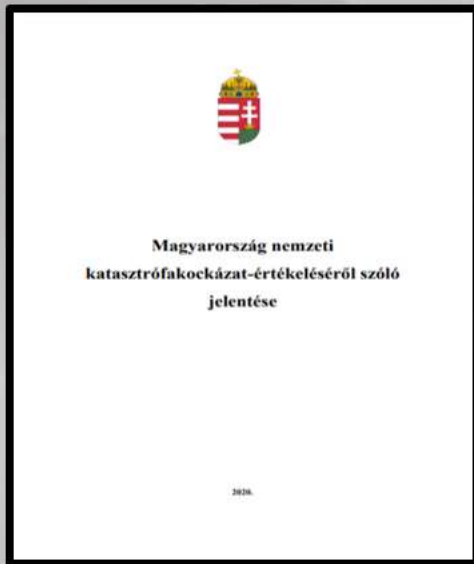 Magyarország nemzeti
katasztrófakockázat-értékeléséről szóló
jelentése
2020.